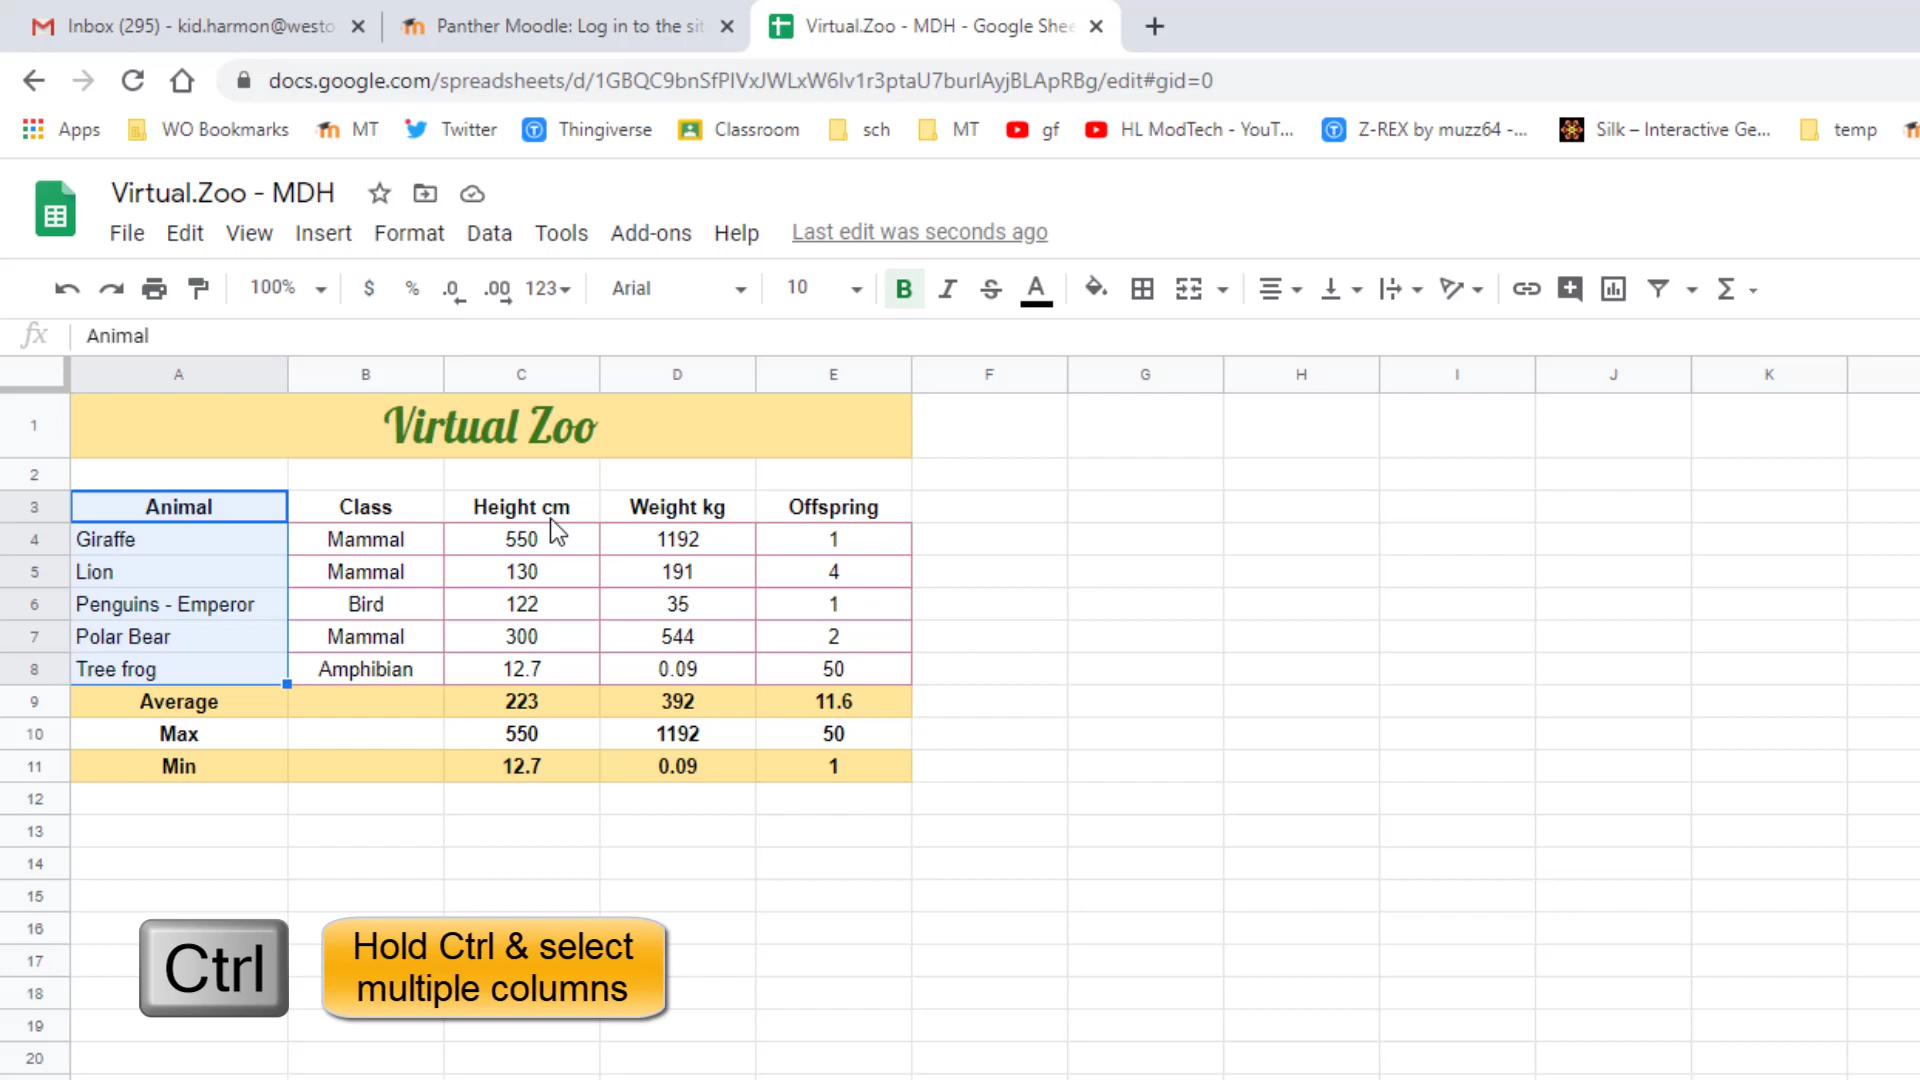 Inbox (295) - kid.harmon@westo
Panther Moodle: Log in to the sit
Virtual.Zoo - MDH - Google Shee
docs.google.com/spreadsheets/d/1GBQC9bnSfPlVxJWLxW6lv1r3ptaU7burlAyjBLApRBg/edit#gid=0
Apps WO Bookmarks MT Twitter Thingiverse Classroom sch MT gf HL ModTech - YouT... Z-REX by muzz64 -... Silk – Interactive Ge... temp
Virtual.Zoo - MDH
File Edit View Insert Format Data Tools Add-ons Help Last edit was seconds ago
100% $ % .0 .00 123 Arial 10 B I S A Σ
fx Animal
A B C D E F G H I J K
1 Virtual Zoo
2
3 Animal Class Height cm Weight kg Offspring
4 Giraffe Mammal 550 1192 1
5 Lion Mammal 130 191 4
6 Penguins - Emperor Bird 122 35 1
7 Polar Bear Mammal 300 544 2
8 Tree frog Amphibian 12.7 0.09 50
9 Average 223 392 11.6
10 Max 550 1192 50
11 Min 12.7 0.09 1
12
13
14
15
16
17
18
19
20
Ctrl
Hold Ctrl & select
multiple columns